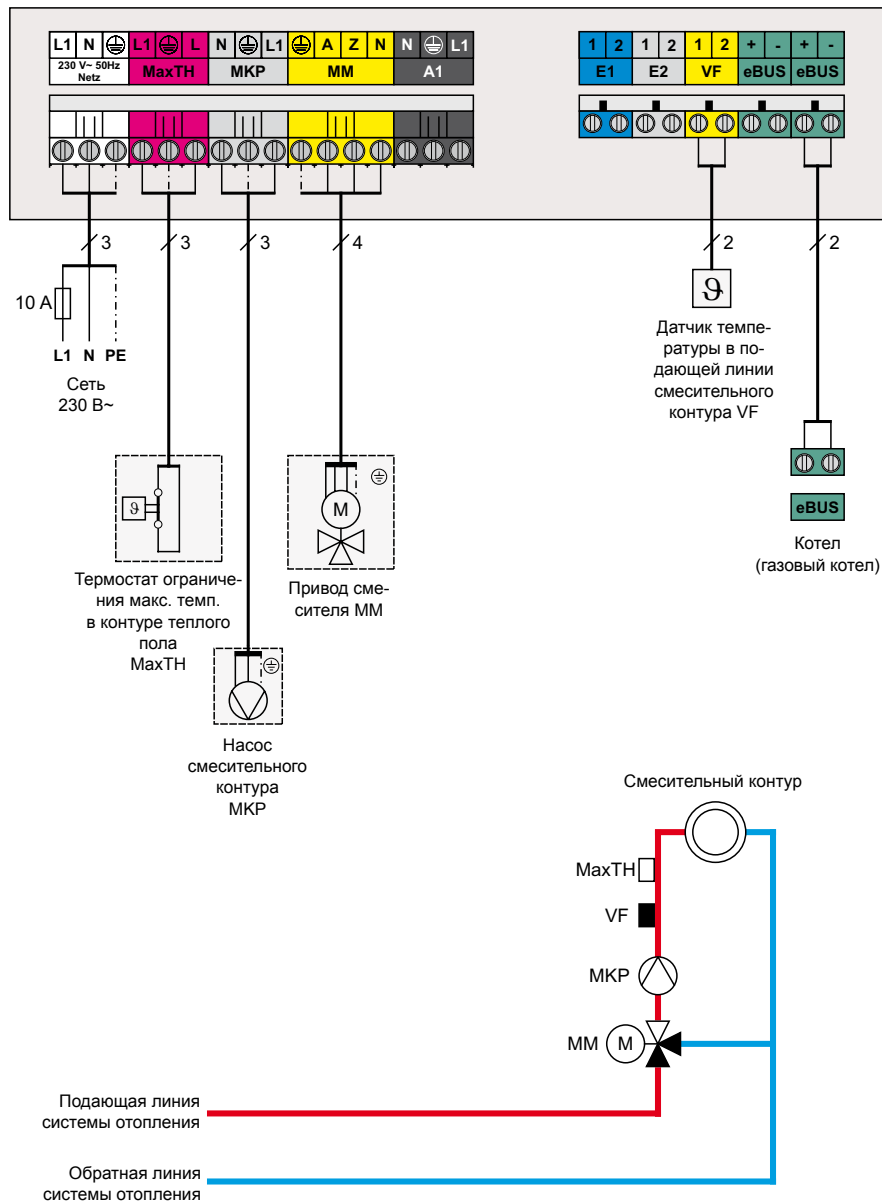 L1 N L1 L N L1 A Z N N L1
230 V~ 50Hz
Netz
MaxTH MKP MM A1
1 2 1 2 1 2 + - + -
E1 E2 VF eBUS eBUS
3 3 3 4 2 2
10 A
L1 N PE
Сеть
230 В~
ϑ
Датчик темпе-
ратуры в по-
дающей линии
смесительного
контура VF
ϑ
Термостат ограниче-
ния макс. темп.
в контуре теплого
пола
MaxTH
M
Привод сме-
сителя ММ
eBUS
Котел
(газовый котел)
Насос
смесительного
контура
МКР
Смесительный контур
MaxTH
VF
MKP
MM M
Подающая линия
системы отопления
Обратная линия
системы отопления